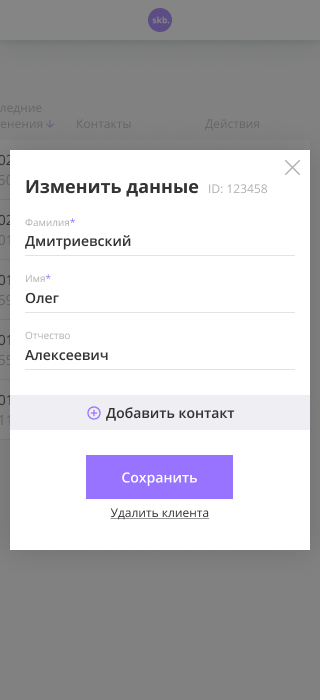 skb.
ледние
енения Контакты Действия
Изменить данные ID: 123458
Фамилия*
Дмитриевский
Имя*
Олег
Отчество
Алексеевич
Добавить контакт
Сохранить
Удалить клиента